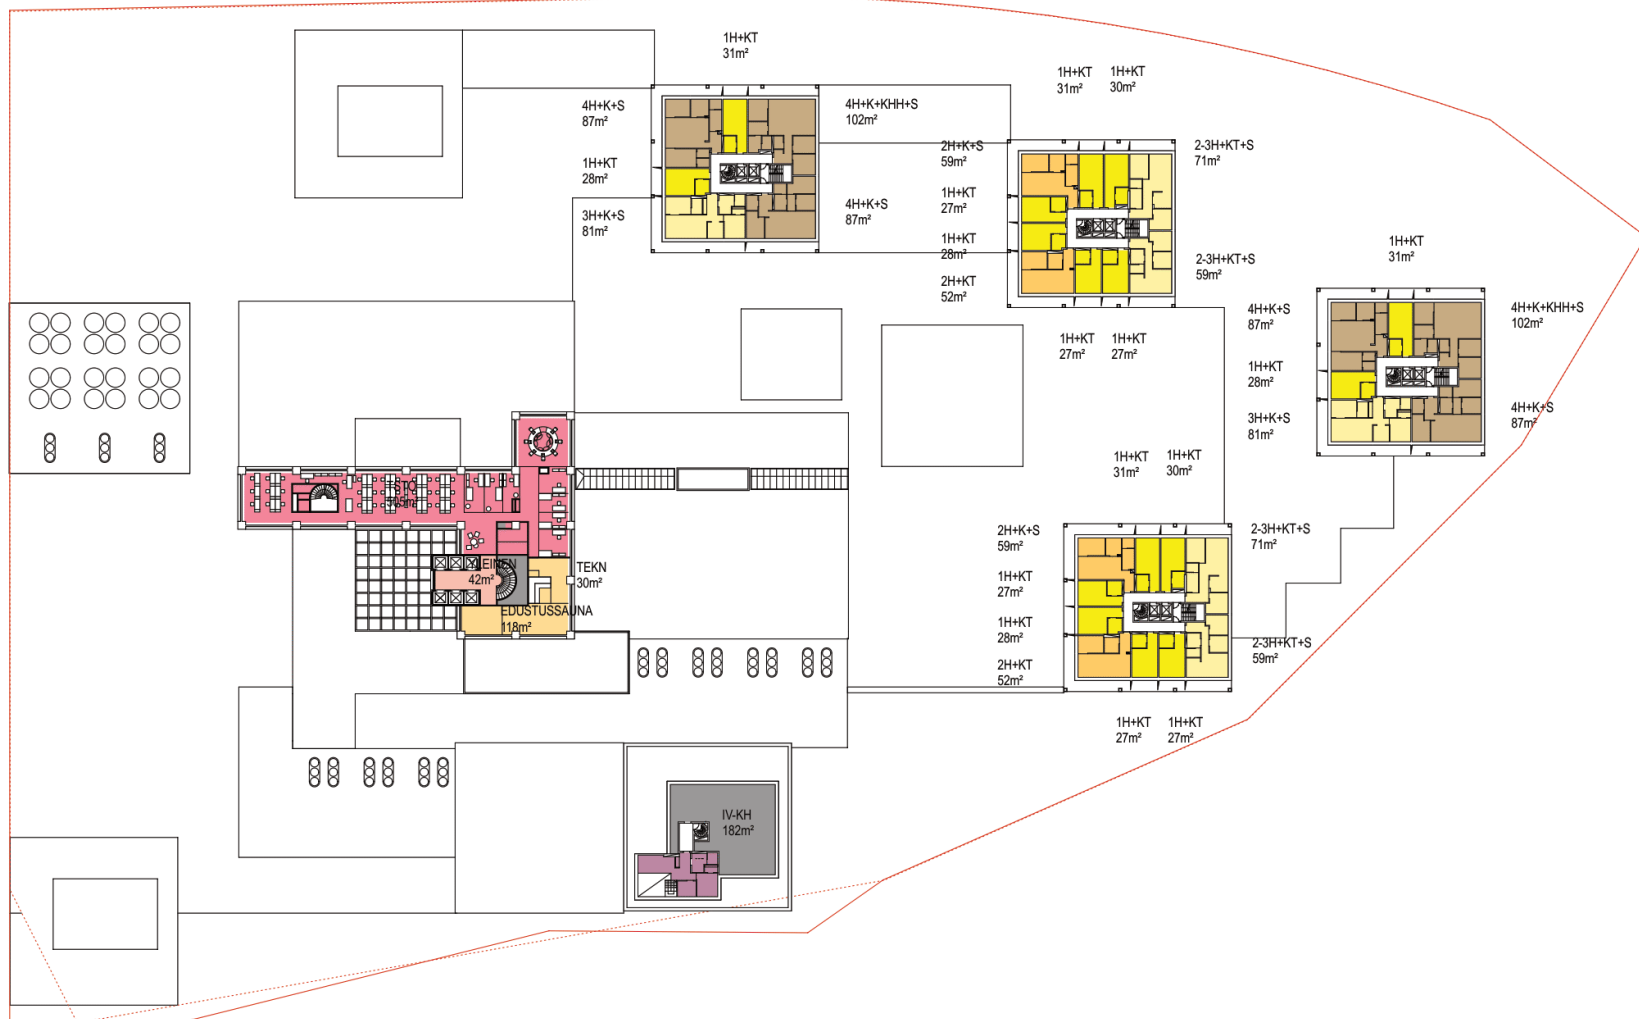 1H+KT
31m²
4H+K+S
87m²
1H+KT
28m²
3H+K+S
81m²
4H+K+KHH+S
102m²
4H+K+S
87m²
1H+KT
31m²
1H+KT
30m²
2H+K+S
59m²
1H+KT
27m²
1H+KT
28m²
2H+KT
52m²
2-3H+KT+S
71m²
2-3H+KT+S
59m²
1H+KT
27m²
1H+KT
27m²
1H+KT
31m²
4H+K+S
87m²
1H+KT
28m²
3H+K+S
81m²
4H+K+KHH+S
102m²
4H+K+S
87m²
1H+KT
31m²
1H+KT
30m²
2H+K+S
59m²
1H+KT
27m²
1H+KT
28m²
2H+KT
52m²
2-3H+KT+S
71m²
2-3H+KT+S
59m²
1H+KT
27m²
1H+KT
27m²
YLEINEN
42m²
TEKN
30m²
EDUSTUSSAUNA
118m²
IV-KH
182m²